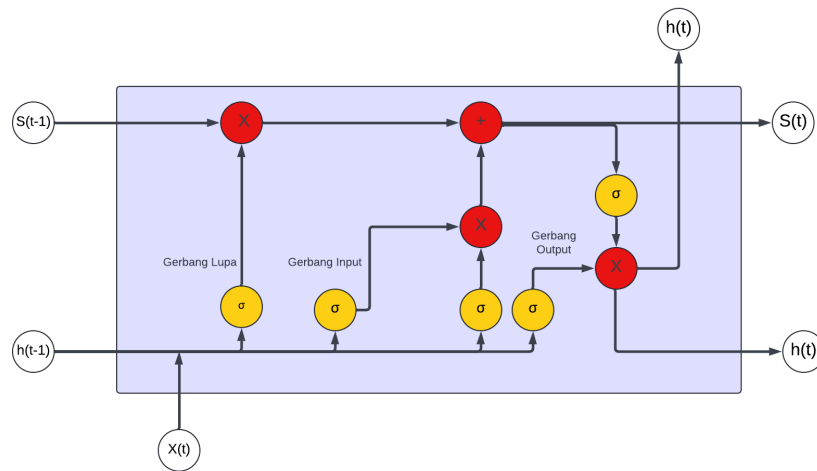 h(t)
S(t-1)
X
+
S(t)
σ
X
Gerbang
Output
Gerbang Lupa
Gerbang Input
X
σ
σ
σ
σ
h(t-1)
h(t)
X(t)